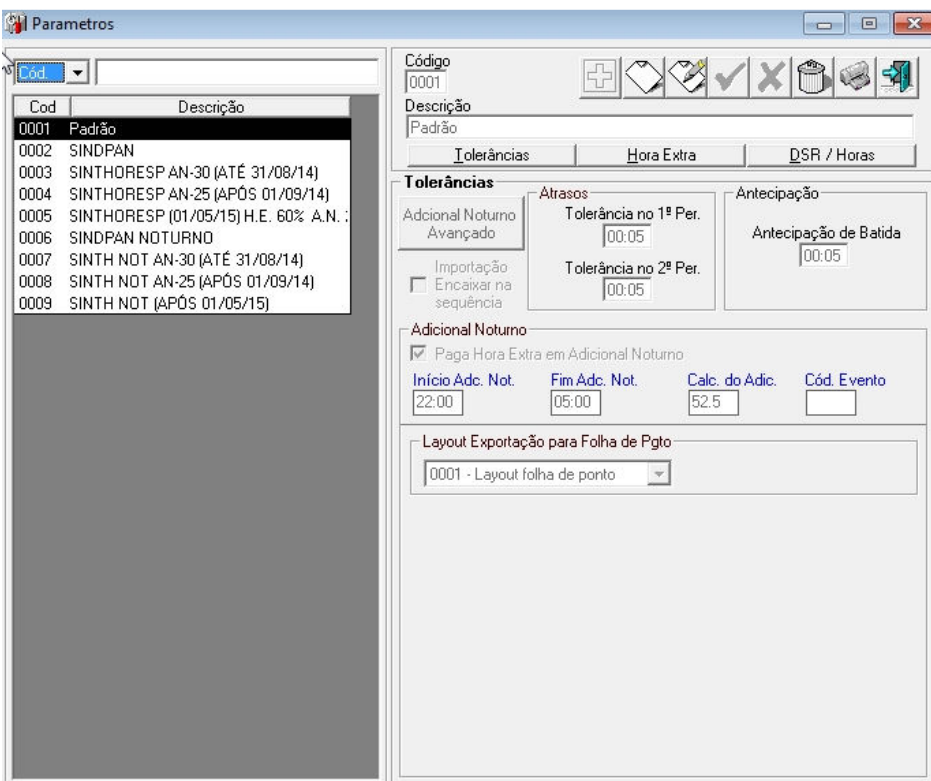 Parametros
Cód.
Cod Descrição
0001 Padrão
0002 SINDPAN
0003 SINTHORESP AN-30 (ATÉ 31/08/14)
0004 SINTHORESP AN-25 (APÓS 01/09/14)
0005 SINTHORESP (01/05/15) H.E. 60% A.N.
0006 SINDPAN NOTURNO
0007 SINTH NOT AN-30 (ATÉ 31/08/14)
0008 SINTH NOT AN-25 (APÓS 01/09/14)
0009 SINTH NOT (APÓS 01/05/15)
Código
0001
Descrição
Padrão
Tolerâncias Hora Extra DSR / Horas
Tolerâncias
Adcional Noturno
Avançado
Importação
Encaixar na
sequência
Atrasos
Tolerância no 1º Per.
00:05
Tolerância no 2º Per.
00:05
Antecipação
Antecipação de Batida
00:05
Adicional Noturno
Paga Hora Extra em Adicional Noturno
Início Adc. Not. Fim Adc. Not. Calc. do Adic. Cód. Evento
22:00 05:00 52.5
Layout Exportação para Folha de Pgto
0001 - Layout folha de ponto